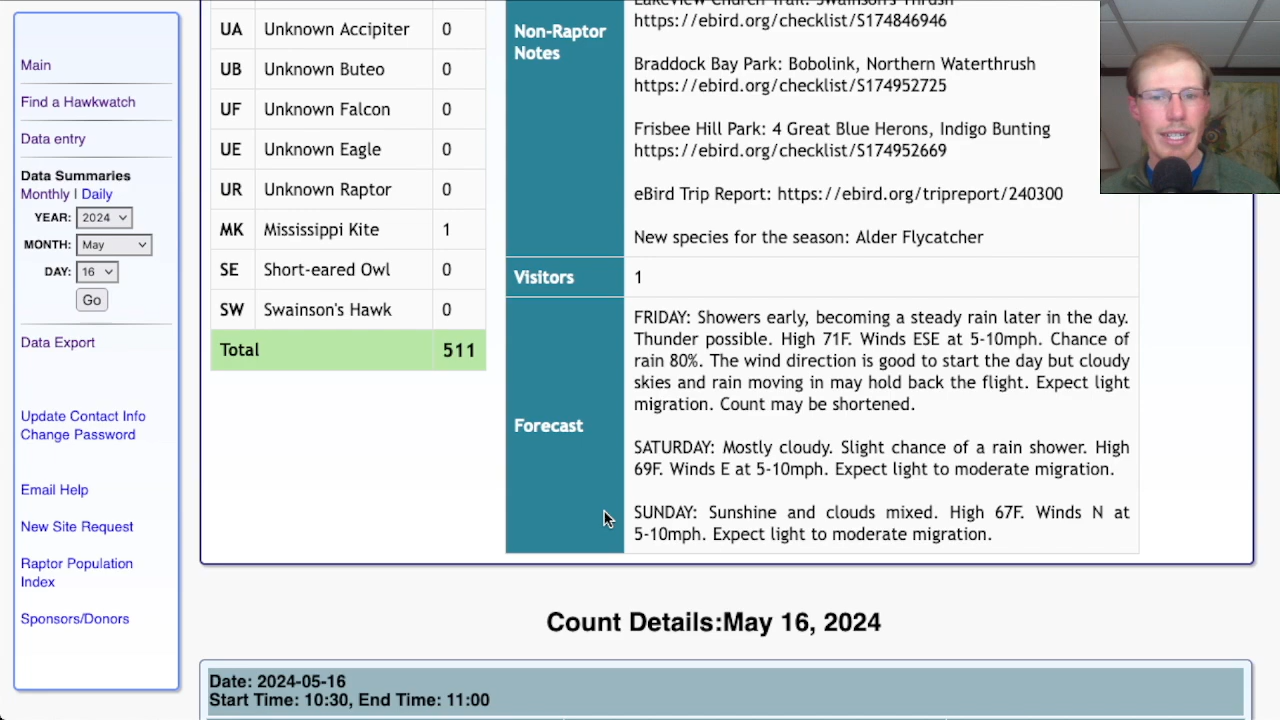 Main
Find a Hawkwatch
Data entry
Data Summaries
Monthly | Daily
YEAR: 2024
MONTH: May
DAY: 16
Go
Data Export
Update Contact Info
Change Password
Email Help
New Site Request
Raptor Population
Index
Sponsors/Donors
UA Unknown Accipiter 0
UB Unknown Buteo 0
UF Unknown Falcon 0
UE Unknown Eagle 0
UR Unknown Raptor 0
MK Mississippi Kite 1
SE Short-eared Owl 0
SW Swainson's Hawk 0
Total 511
Non-Raptor
Notes
Lakeview Church Trail: Swainson's Thrush
https://ebird.org/checklist/S174846946
Braddock Bay Park: Bobolink, Northern Waterthrush
https://ebird.org/checklist/S174952725
Frisbee Hill Park: 4 Great Blue Herons, Indigo Bunting
https://ebird.org/checklist/S174952669
eBird Trip Report: https://ebird.org/tripreport/240300
New species for the season: Alder Flycatcher
Visitors
1
Forecast
FRIDAY: Showers early, becoming a steady rain later in the day.
Thunder possible. High 71F. Winds ESE at 5-10mph. Chance of
rain 80%. The wind direction is good to start the day but cloudy
skies and rain moving in may hold back the flight. Expect light
migration. Count may be shortened.
SATURDAY: Mostly cloudy. Slight chance of a rain shower. High
69F. Winds E at 5-10mph. Expect light to moderate migration.
SUNDAY: Sunshine and clouds mixed. High 67F. Winds N at
5-10mph. Expect light to moderate migration.
Count Details:May 16, 2024
Date: 2024-05-16
Start Time: 10:30, End Time: 11:00